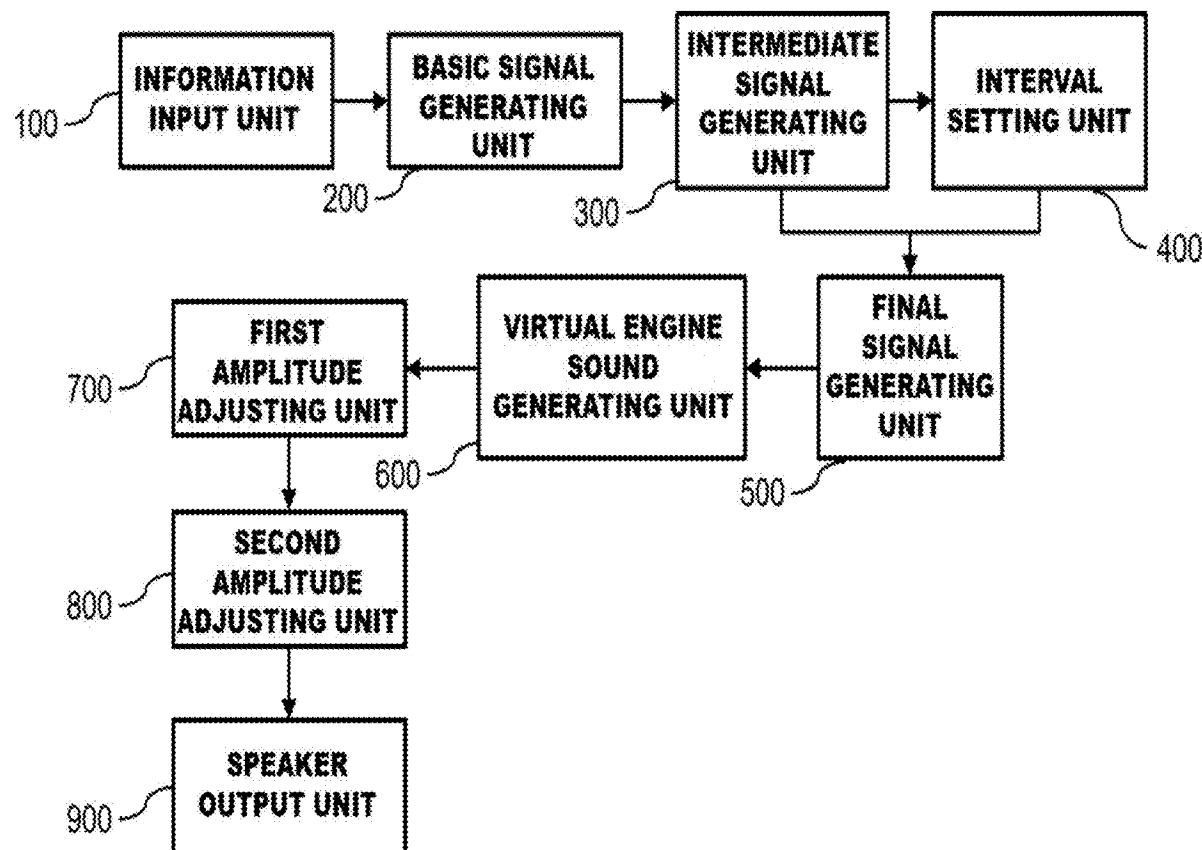 INFORMATION
INPUT UNIT
100
BASIC SIGNAL
GENERATING
UNIT
200
INTERMEDIATE
SIGNAL
GENERATING
UNIT
300
INTERVAL
SETTING UNIT
400
FINAL
SIGNAL
GENERATING
UNIT
500
VIRTUAL ENGINE
SOUND
GENERATING UNIT
600
FIRST
AMPLITUDE
ADJUSTING UNIT
700
SECOND
AMPLITUDE
ADJUSTING UNIT
800
SPEAKER
OUTPUT UNIT
900